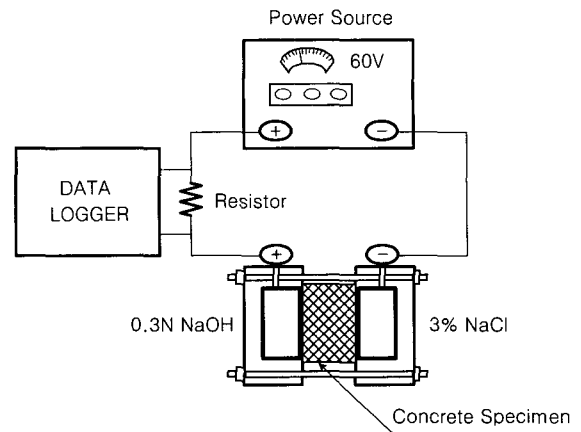 Power Source
60V
+
−
DATA
LOGGER
Resistor
+
−
0.3N NaOH
3% NaCl
Concrete Specimen